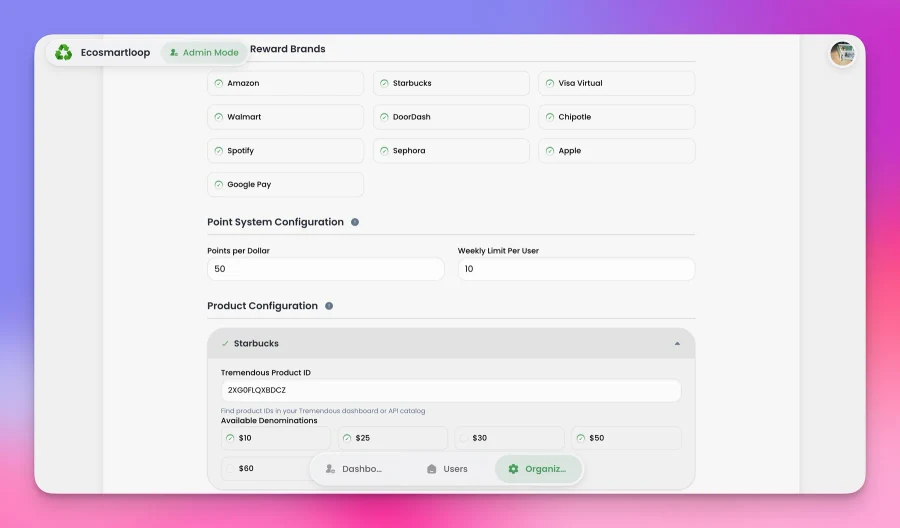 Ecosmartloop
Admin Mode
Reward Brands
Amazon
Starbucks
Visa Virtual
Walmart
DoorDash
Chipotle
Spotify
Sephora
Apple
Google Pay
Point System Configuration
Points per Dollar
Weekly Limit Per User
50
10
Product Configuration
Starbucks
Tremendous Product ID
2XG0FLQXBDCZ
Find product IDs in your Tremendous dashboard or API catalog
Available Denominations
$10
$25
$30
$50
$60
Dashbo...
Users
Organiz...